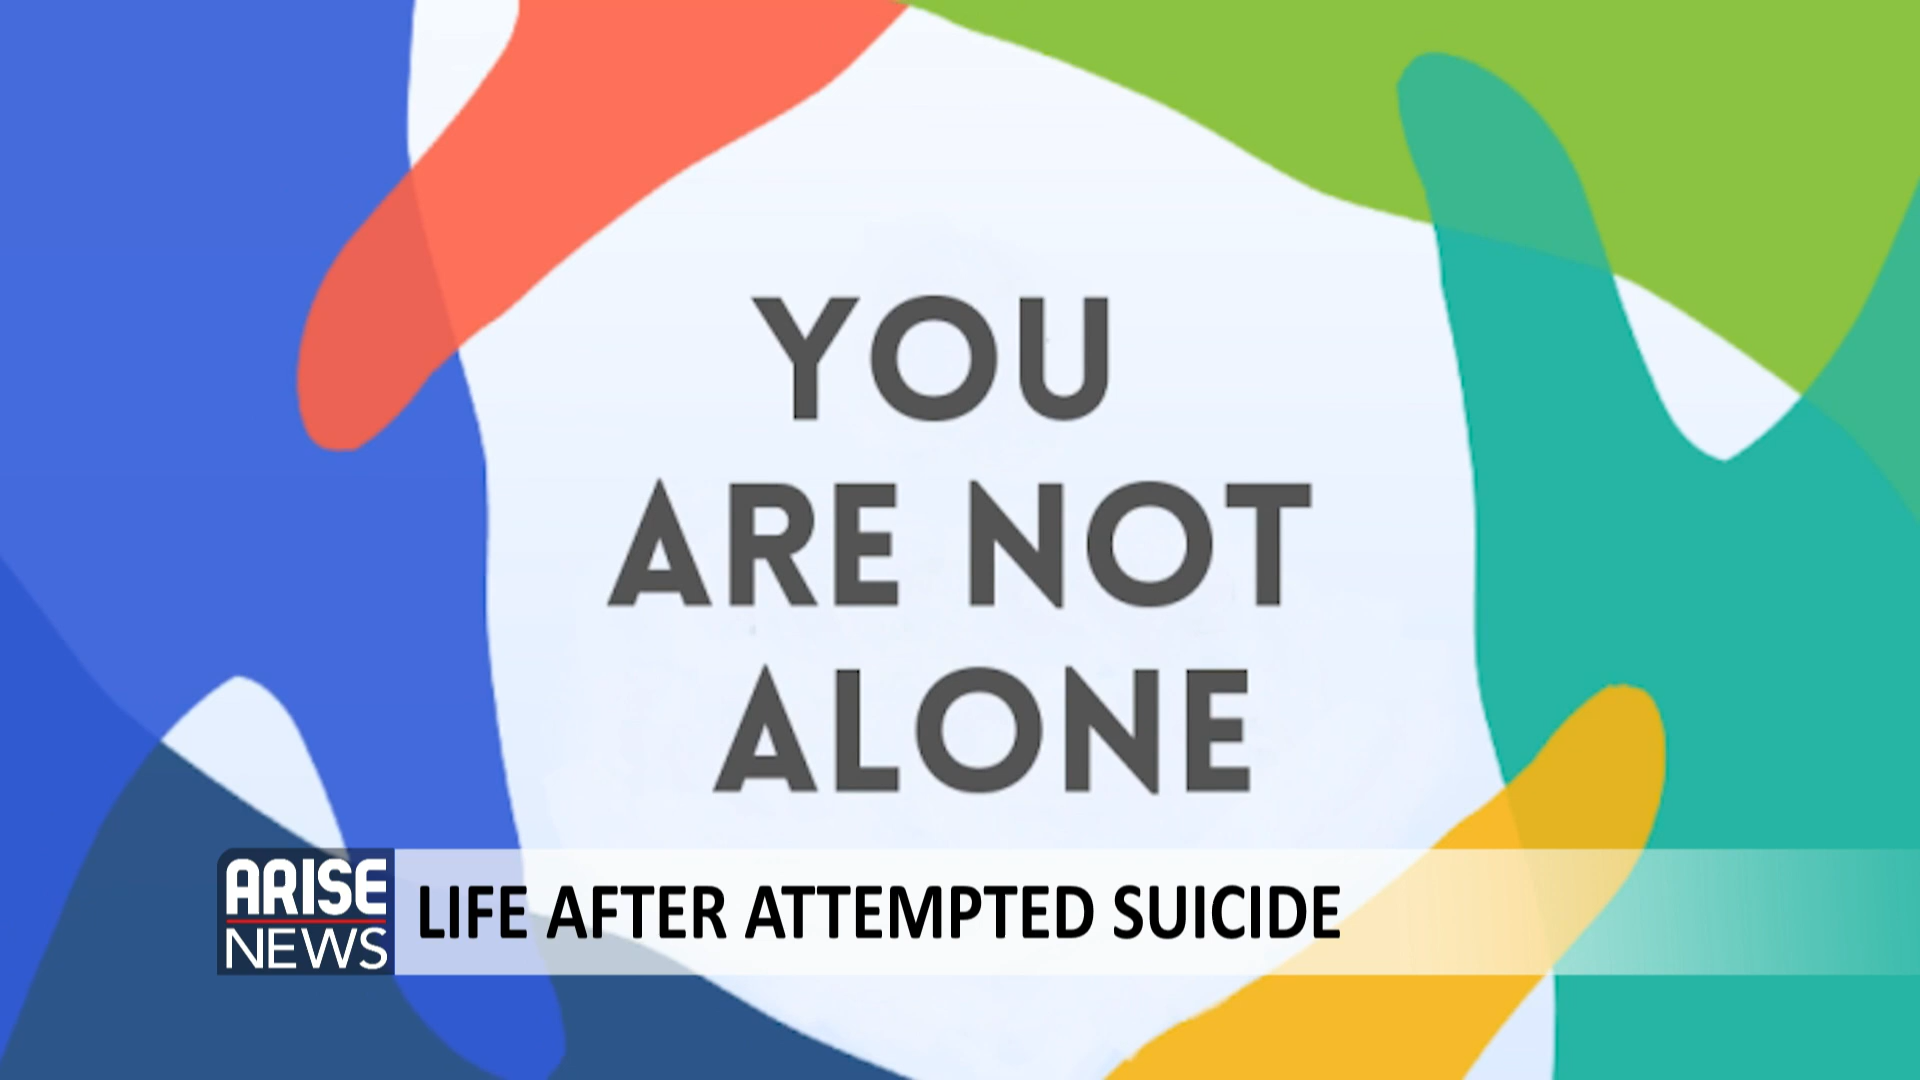 YOU
ARE NOT
ALONE
ARISE
NEWS
LIFE AFTER ATTEMPTED SUICIDE